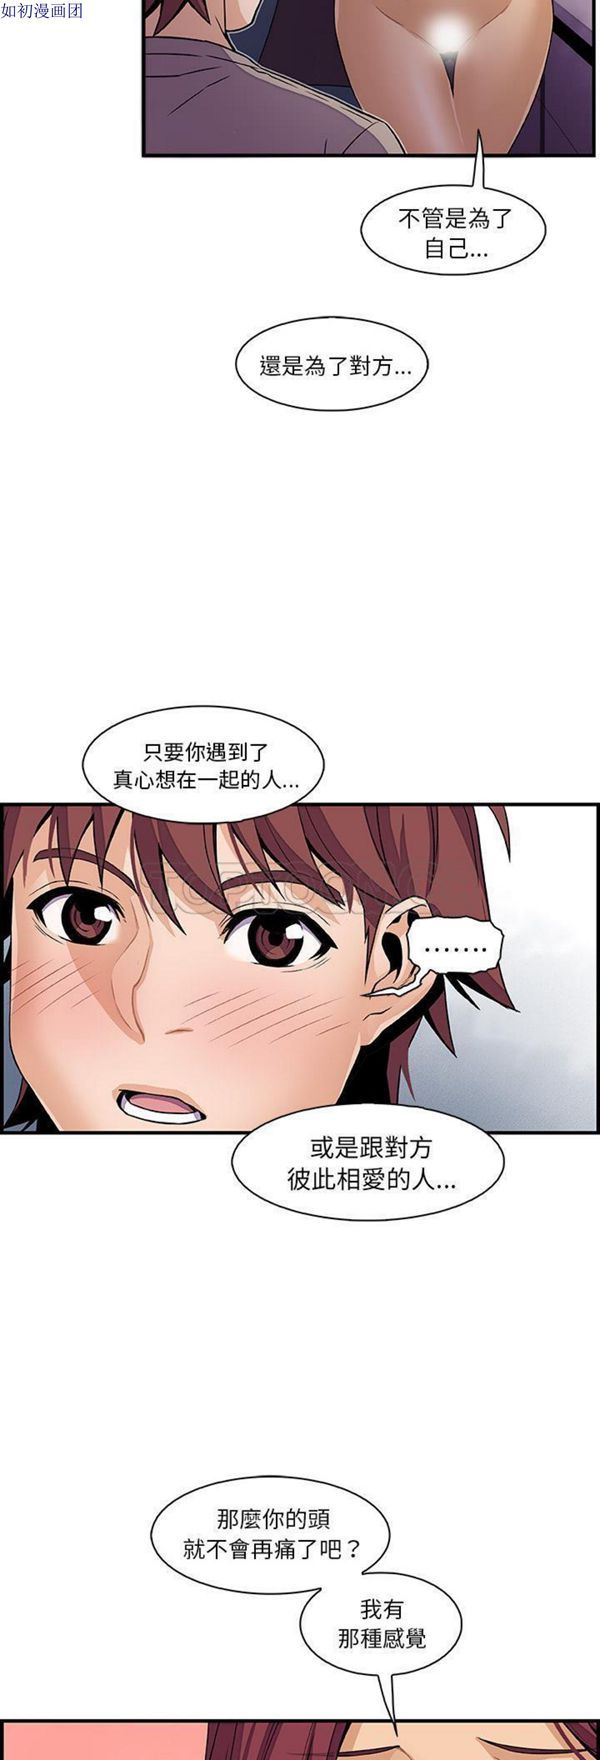 如初漫画团
不管是為了
自己...
還是為了對方...
只要你遇到了
真心想在一起的人...
TOPTOON
.......
或是跟對方
彼此相愛的人...
那麼你的頭
就不會再痛了吧？
我有
那種感覺